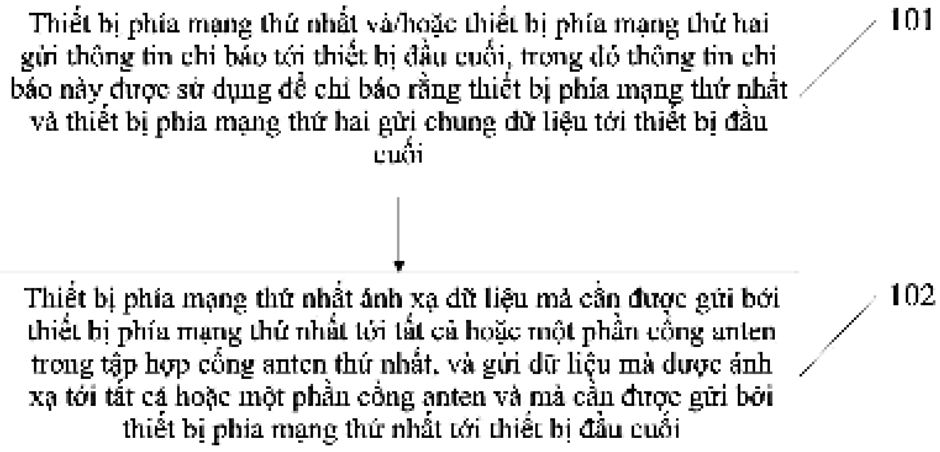 Thiết bị phía mạng thứ nhất và/hoặc thiết bị phía mạng thứ hai
101
gửi thông tin chỉ báo tới thiết bị đầu cuối, trong đó thông tin chỉ
báo này được sử dụng để chỉ báo rằng thiết bị phía mạng thứ nhất
và thiết bị phía mạng thứ hai gửi chung dữ liệu tới thiết bị đầu
cuối
Thiết bị phía mạng thứ nhất ánh xạ dữ liệu mà cần được gửi bởi
102
thiết bị phía mạng thứ nhất tới tất cả hoặc một phần cổng anten
trong tập hợp cổng anten thứ nhất, và gửi dữ liệu mà được ánh
xạ tới tất cả hoặc một phần cổng anten và mà cần được gửi bởi
thiết bị phía mạng thứ nhất tới thiết bị đầu cuối